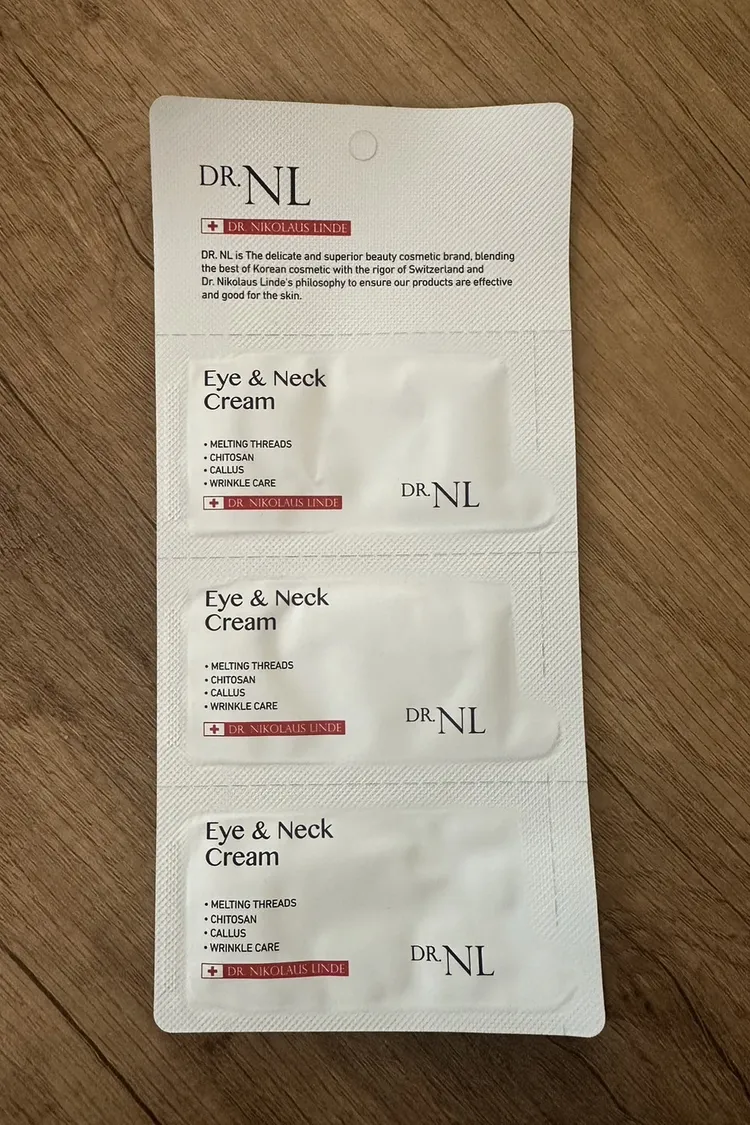 DR. NL
DR. NIKOLAUS LINDE
DR. NL is The delicate and superior beauty cosmetic brand, blending
the best of Korean cosmetic with the rigor of Switzerland and
Dr. Nikolaus Linde's philosophy to ensure our products are effective
and good for the skin.
Eye & Neck
Cream
• MELTING THREADS
• CHITOSAN
• CALLUS
• WRINKLE CARE
DR. NIKOLAUS LINDE
DR. NL
Eye & Neck
Cream
• MELTING THREADS
• CHITOSAN
• CALLUS
• WRINKLE CARE
DR. NIKOLAUS LINDE
DR. NL
Eye & Neck
Cream
• MELTING THREADS
• CHITOSAN
• CALLUS
• WRINKLE CARE
DR. NIKOLAUS LINDE
DR. NL